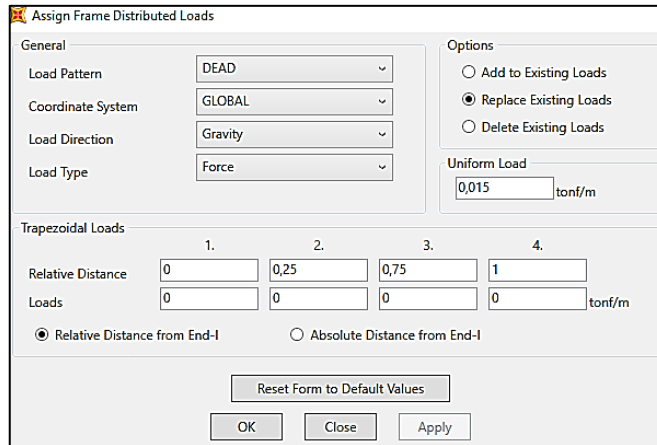 Assign Frame Distributed Loads
General
Load Pattern DEAD
Coordinate System GLOBAL
Load Direction Gravity
Load Type Force
Options
Add to Existing Loads
Replace Existing Loads
Delete Existing Loads
Uniform Load
0,015 tonf/m
Trapezoidal Loads
1. 2. 3. 4.
Relative Distance 0 0,25 0,75 1
Loads 0 0 0 0 tonf/m
Relative Distance from End-I Absolute Distance from End-I
Reset Form to Default Values
OK Close Apply